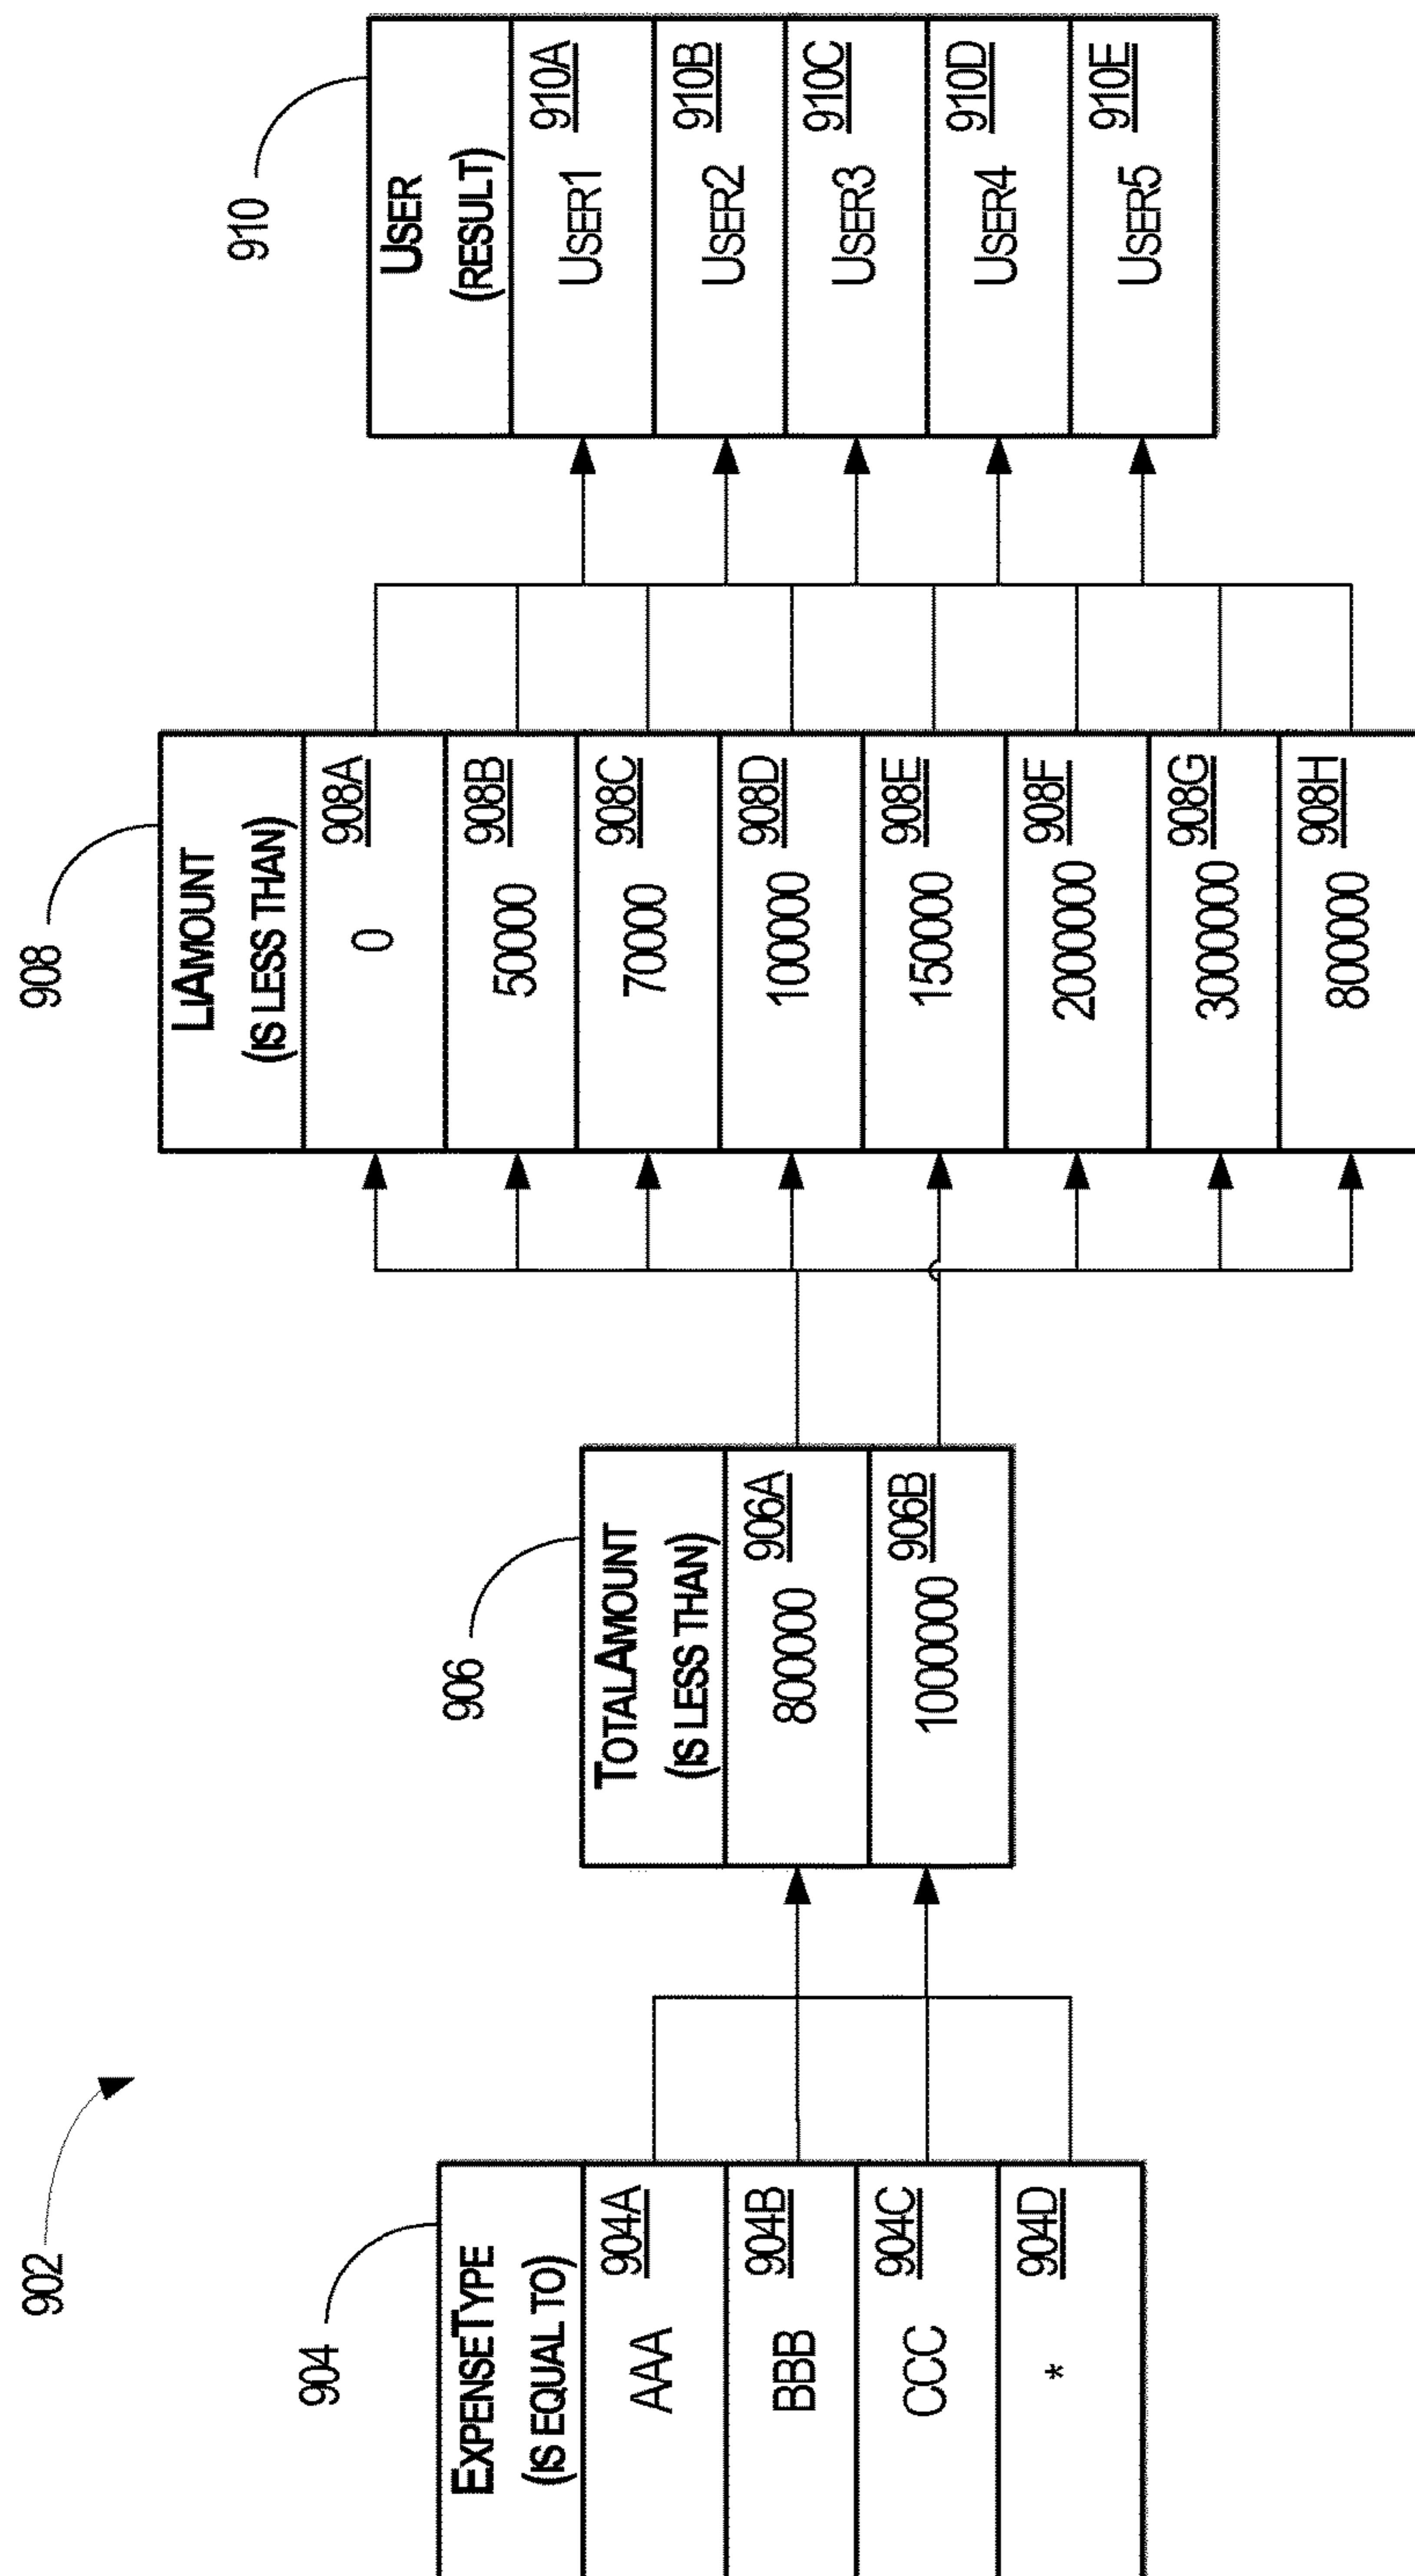 902
904
EXPENSETYPE
(IS EQUAL TO)
AAA 904A
BBB 904B
CCC 904C
* 904D
906
TOTALAMOUNT
(IS LESS THAN)
800000 906A
1000000 906B
908
LIAMOUNT
(IS LESS THAN)
0 908A
50000 908B
70000 908C
100000 908D
150000 908E
2000000 908F
3000000 908G
800000 908H
910
USER
(RESULT)
USER1 910A
USER2 910B
USER3 910C
USER4 910D
USER5 910E